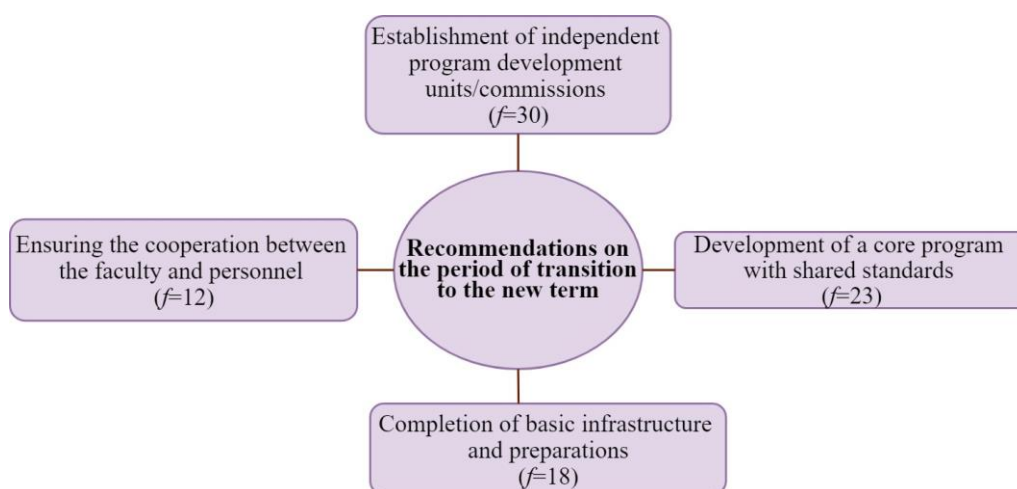 Establishment of independent
program development
units/commissions
(f=30)
Ensuring the cooperation between
the faculty and personnel
(f=12)
Recommendations on
the period of transition
to the new term
Development of a core program
with shared standards
(f=23)
Completion of basic infrastructure
and preparations
(f=18)